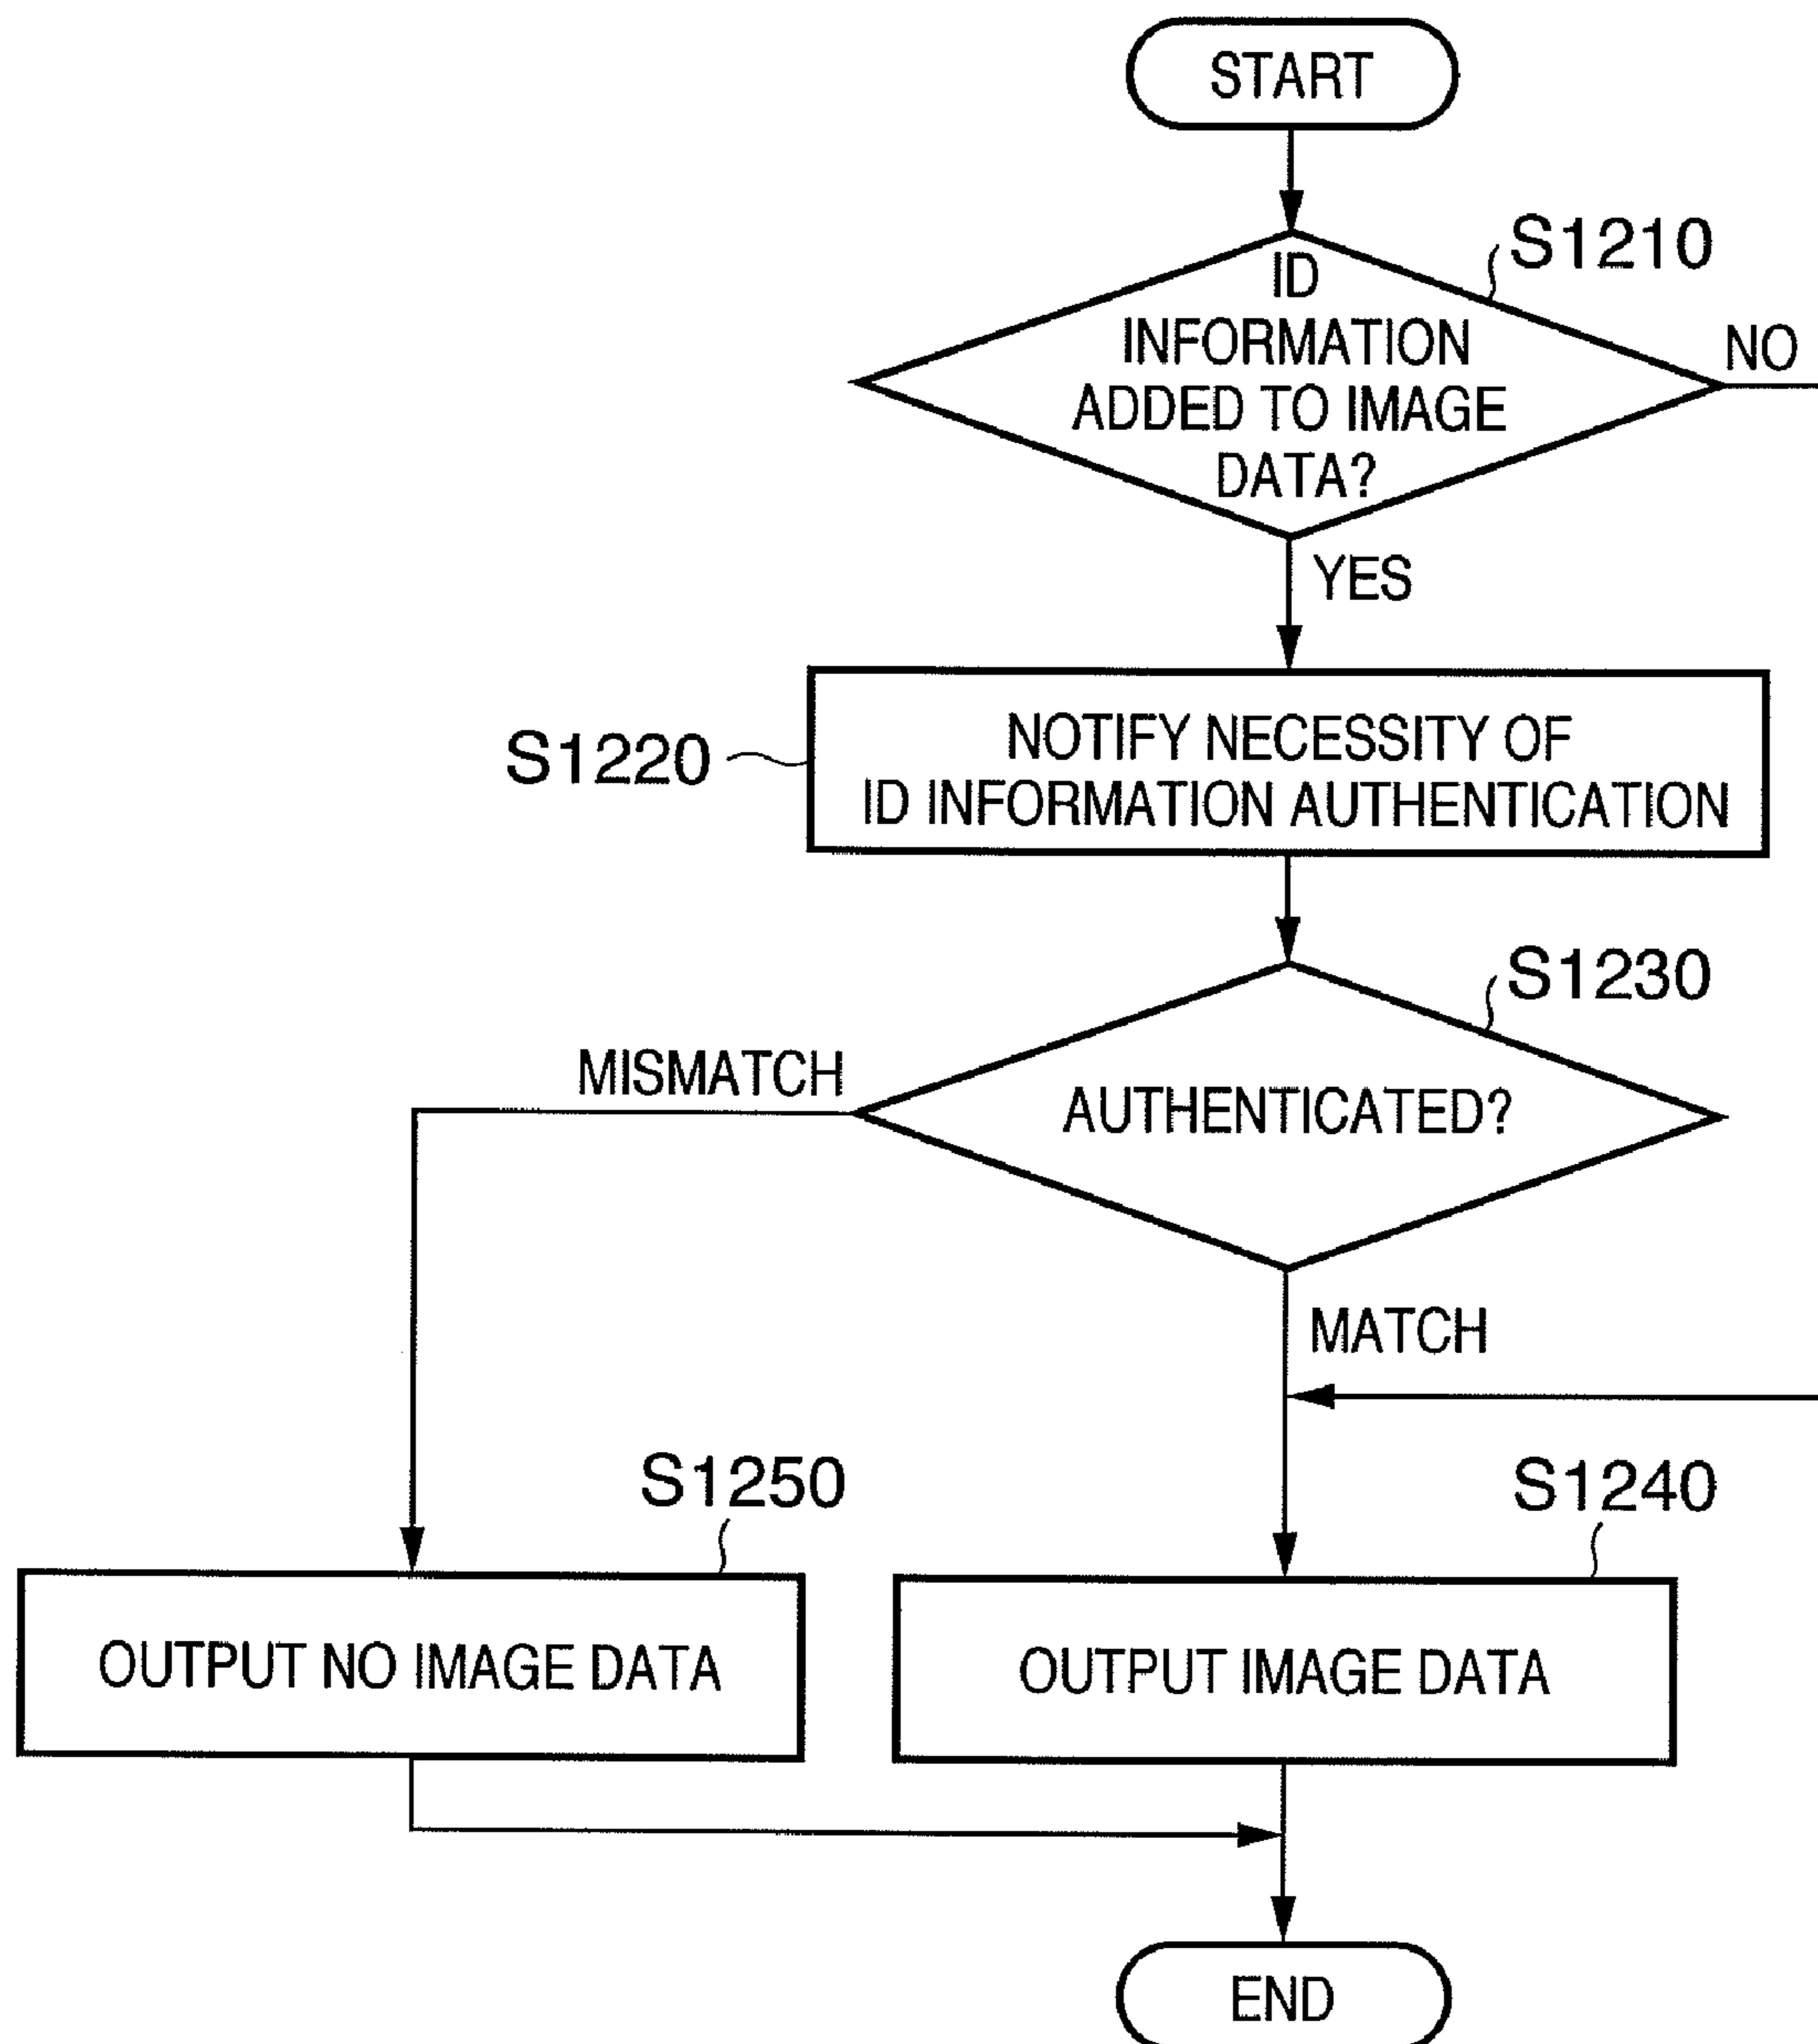 START
S1210
ID
INFORMATION
ADDED TO IMAGE
DATA?
NO
YES
S1220
NOTIFY NECESSITY OF
ID INFORMATION AUTHENTICATION
S1230
MISMATCH
AUTHENTICATED?
MATCH
S1250
S1240
OUTPUT NO IMAGE DATA
OUTPUT IMAGE DATA
END